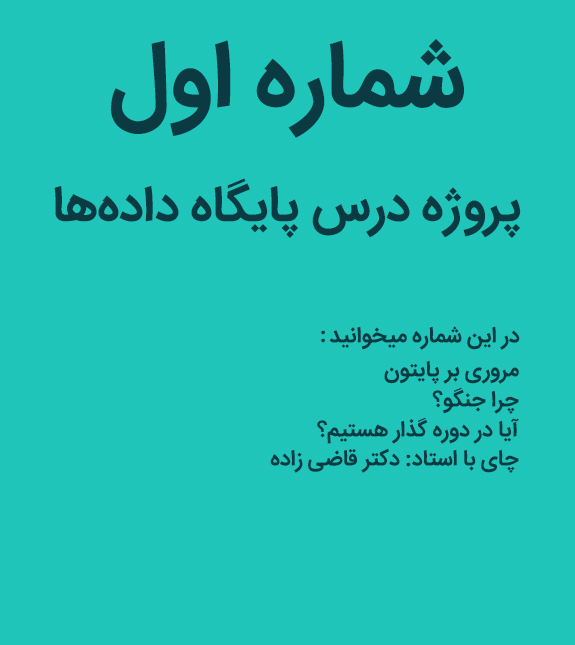 شماره اول
پروژه درس پایگاه داده‌ها
در این شماره میخوانید :
مروری بر پایتون
چرا جنگو؟
آیا در دوره گذار هستیم؟
چای با استاد: دکتر قاضی زاده